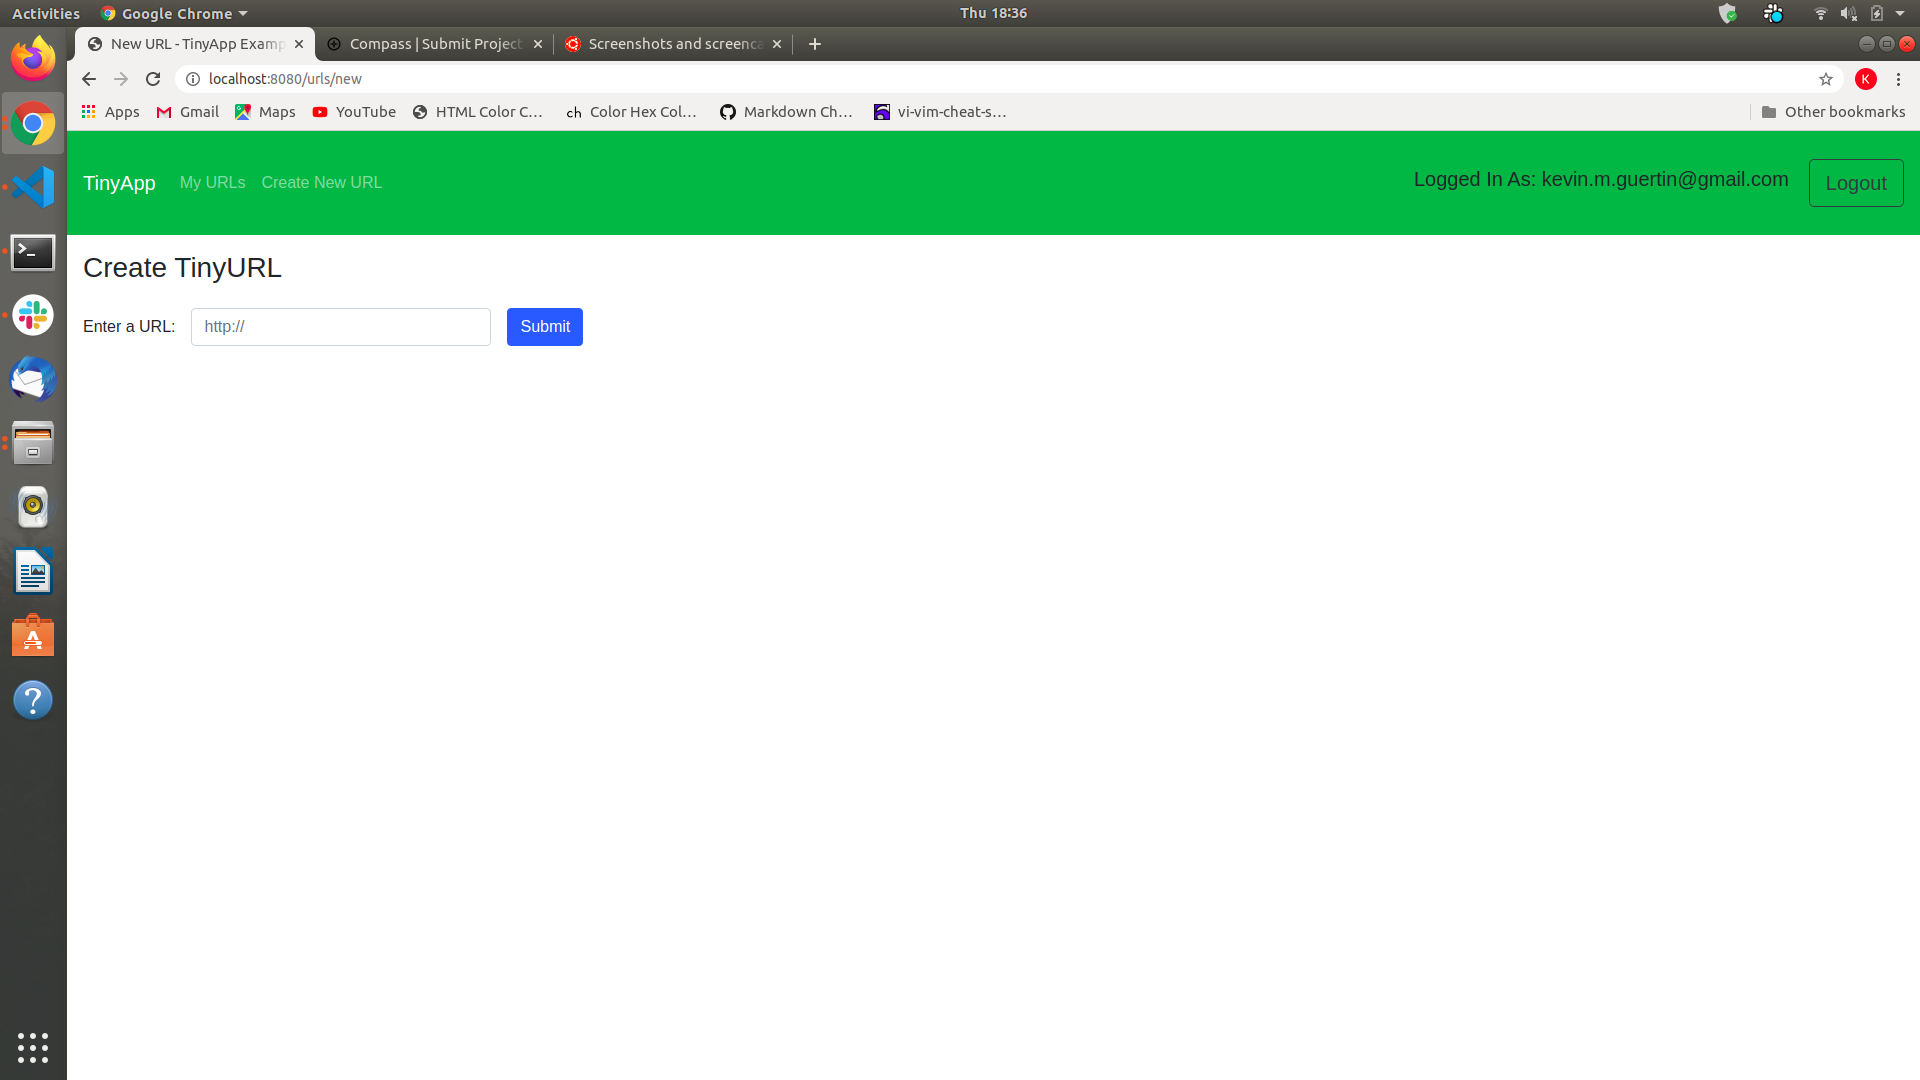 Activities Google Chrome Thu 18:36
New URL - TinyApp Examp Compass | Submit Project Screenshots and screenca
localhost:8080/urls/new K
Apps Gmail Maps YouTube HTML Color C... ch Color Hex Col... Markdown Ch... vi-vim-cheat-s... Other bookmarks
TinyApp My URLs Create New URL Logged In As: kevin.m.guertin@gmail.com Logout
Create TinyURL
Enter a URL: http:// Submit